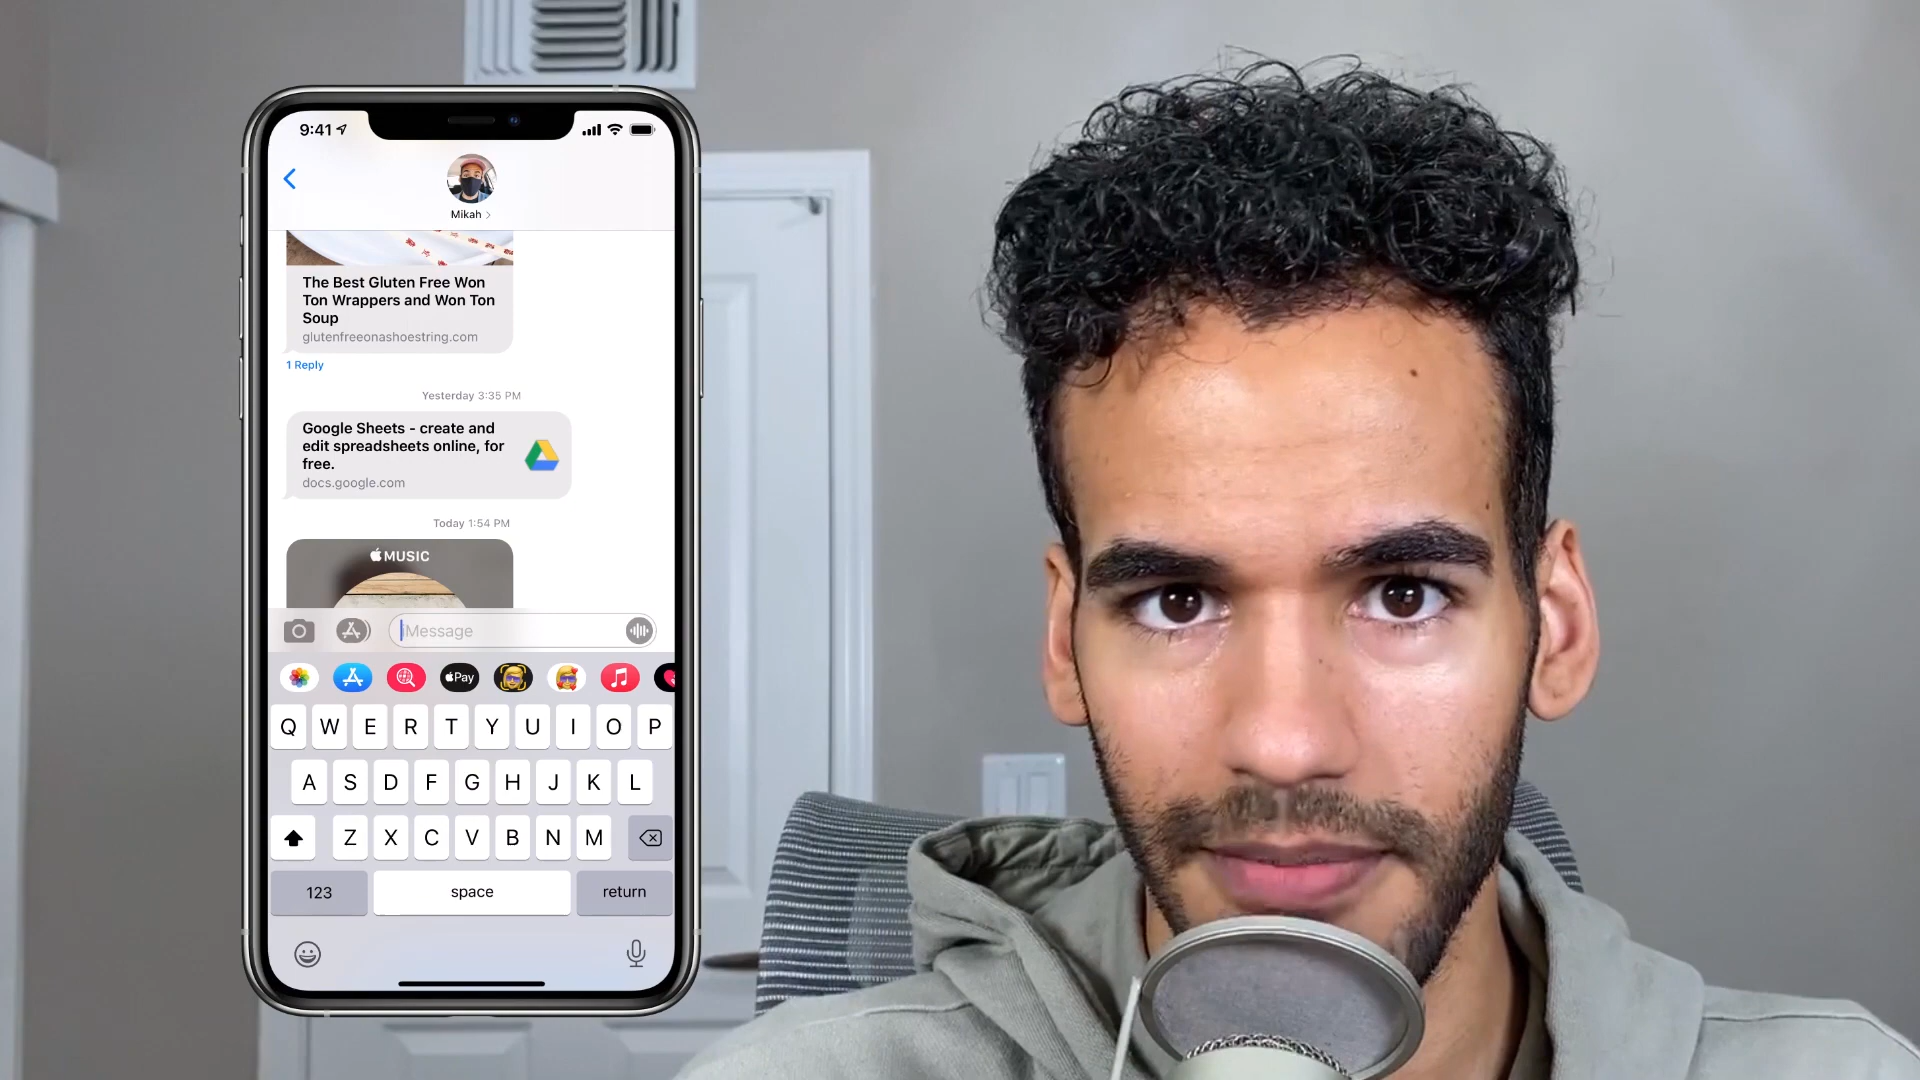 9:41
Mikah
The Best Gluten Free Won
Ton Wrappers and Won Ton
Soup
glutenfreeonashoestring.com
1 Reply
Yesterday 3:35 PM
Google Sheets - create and
edit spreadsheets online, for
free.
docs.google.com
Today 1:54 PM
MUSIC
iMessage
Pay
Q W E R T Y U I O P
A S D F G H J K L
Z X C V B N M
123 space return